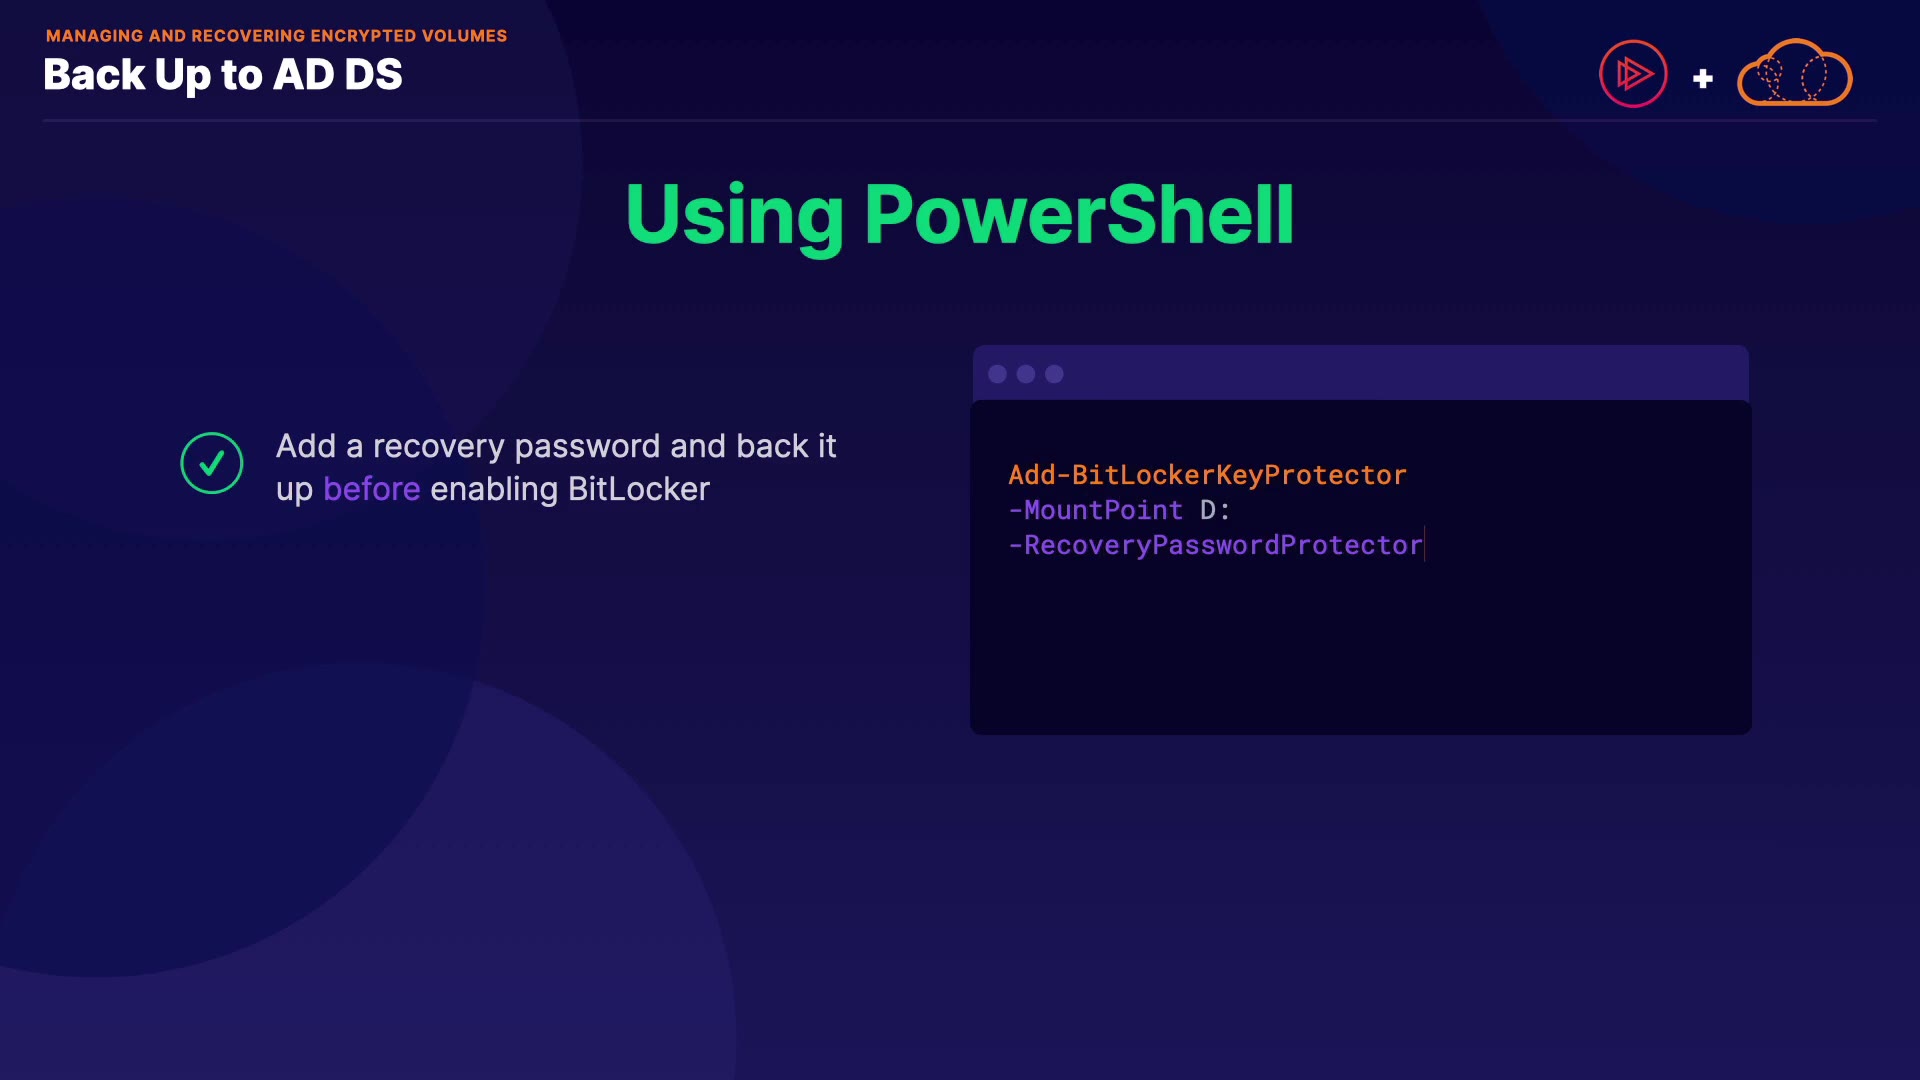 MANAGING AND RECOVERING ENCRYPTED VOLUMES
Back Up to AD DS
+
Using PowerShell
Add a recovery password and back it
up before enabling BitLocker
Add-BitLockerKeyProtector
-MountPoint D:
-RecoveryPasswordProtector